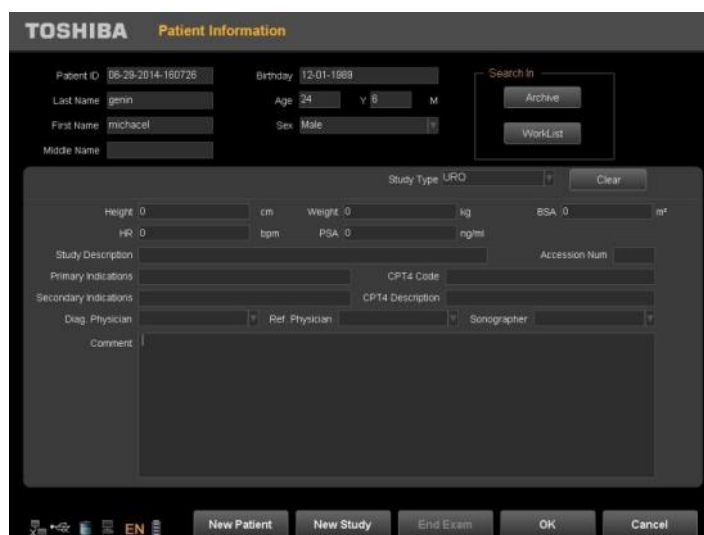 TOSHIBA Patient Information
Patient ID 06-29-2014-160726 Birthday 12-01-1989 Search In
Last Name genin Age 24 Y 6 M Archive
First Name michacel Sex Male WorkList
Middle Name
Study Type URO Clear
Height 0 cm Weight 0 kg BSA 0 m²
HR 0 bpm PSA 0 ng/ml
Study Description Accession Num
Primary Indications CPT4 Code
Secondary Indications CPT4 Description
Diag. Physician Ref. Physician Sonographer
Comment
EN New Patient New Study End Exam OK Cancel